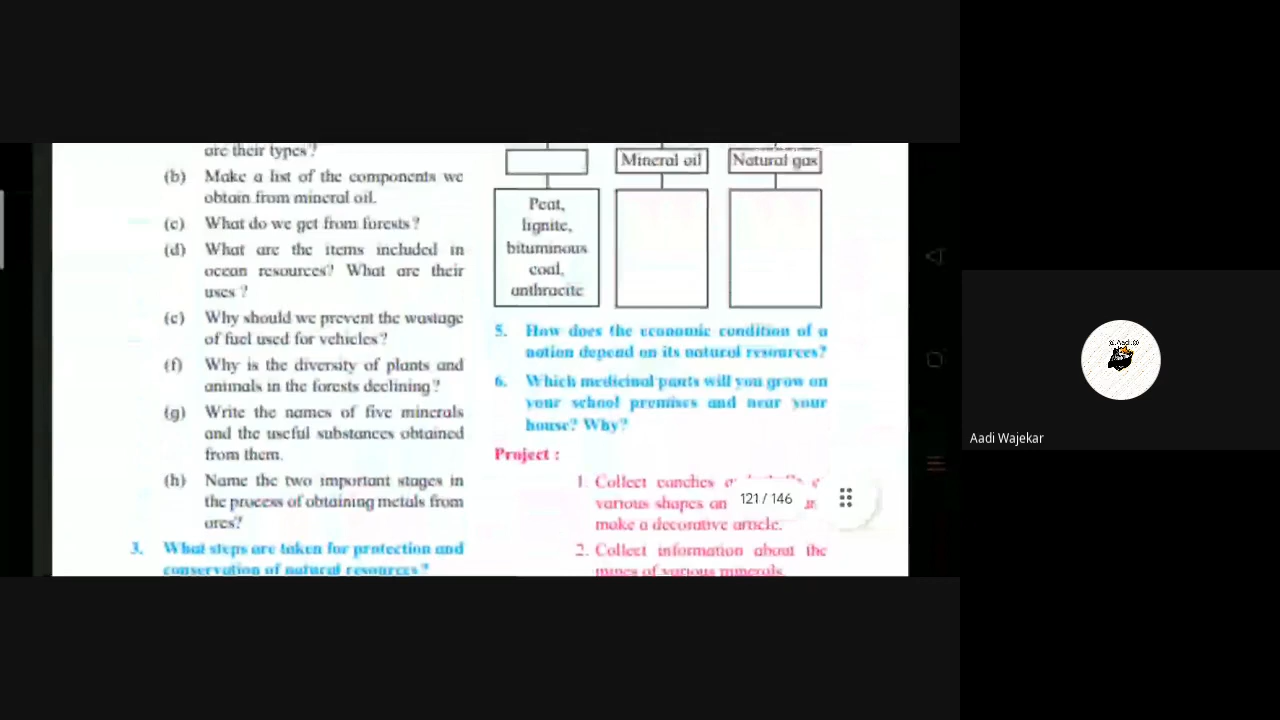 are their types?
(b) Make a list of the components we
obtain from mineral oil.
(c) What do we get from forests?
(d) What are the items included in
ocean resources? What are their
uses ?
(e) Why should we prevent the wastage
of fuel used for vehicles?
(f) Why is the diversity of plants and
animals in the forests declining?
(g) Write the names of five minerals
and the useful substances obtained
from them.
(h) Name the two important stages in
the process of obtaining metals from
ores?
3. What steps are taken for protection and
conservation of natural resources?
Mineral oil
Natural gas
Peat,
lignite,
bituminous
coal,
anthracite
5. How does the economic condition of a
nation depend on its natural resources?
6. Which medicinal pants will you grow on
your school premises and near your
house? Why?
Project :
1. Collect conches
various shapes an
make a decorative article.
2. Collect information about the
mines of various minerals.
121 / 146
Aadi Wajekar